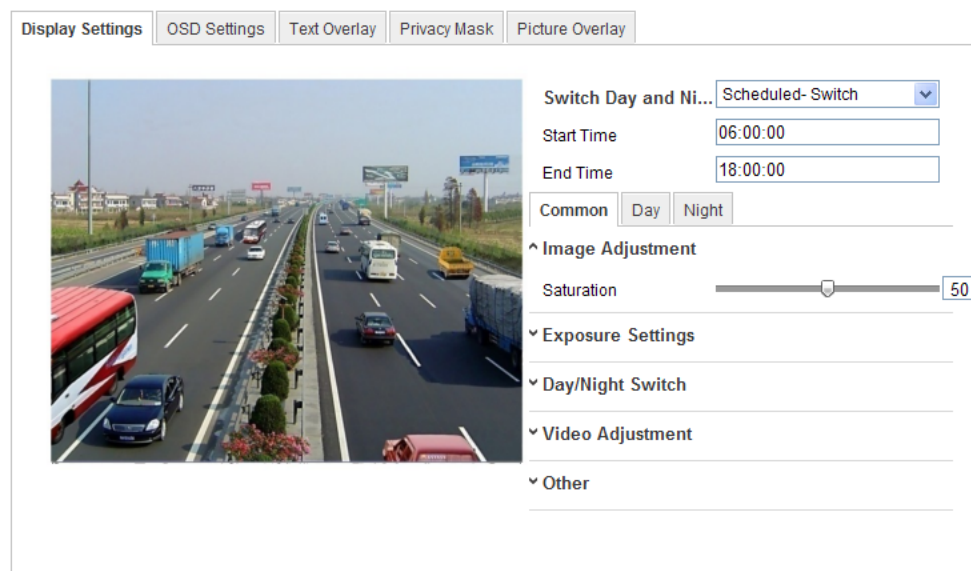 Display Settings OSD Settings Text Overlay Privacy Mask Picture Overlay
Switch Day and Ni... Scheduled- Switch
Start Time 06:00:00
End Time 18:00:00
Common Day Night
Image Adjustment
Saturation 50
Exposure Settings
Day/Night Switch
Video Adjustment
Other